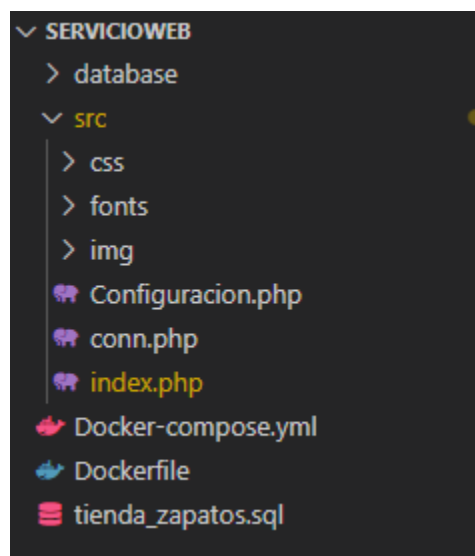 SERVICIOWEB
database
src
css
fonts
img
Configuracion.php
conn.php
index.php
Docker-compose.yml
Dockerfile
tienda_zapatos.sql